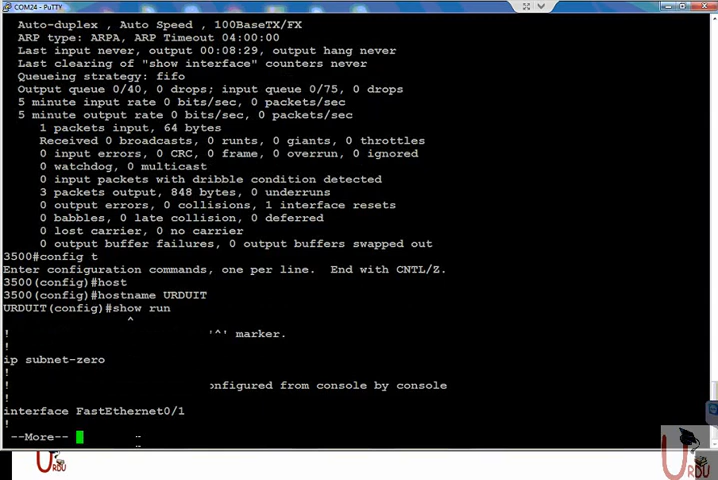 COM24 - PuTTY
Auto-duplex , Auto Speed , 100BaseTX/FX
ARP type: ARPA, ARP Timeout 04:00:00
Last input never, output 00:08:29, output hang never
Last clearing of "show interface" counters never
Queueing strategy: fifo
Output queue 0/40, 0 drops; input queue 0/75, 0 drops
5 minute input rate 0 bits/sec, 0 packets/sec
5 minute output rate 0 bits/sec, 0 packets/sec
1 packets input, 64 bytes
Received 0 broadcasts, 0 runts, 0 giants, 0 throttles
0 input errors, 0 CRC, 0 frame, 0 overrun, 0 ignored
0 watchdog, 0 multicast
0 input packets with dribble condition detected
3 packets output, 848 bytes, 0 underruns
0 output errors, 0 collisions, 1 interface resets
0 babbles, 0 late collision, 0 deferred
0 lost carrier, 0 no carrier
0 output buffer failures, 0 output buffers swapped out
3500#config t
Enter configuration commands, one per line.  End with CNTL/Z.
3500(config)#host
3500(config)#hostname URDUIT
URDUIT(config)#show run
^
! '^' marker.
!
ip subnet-zero
!
! onfigured from console by console
!
interface FastEthernet0/1
!
--More--
URDU
URDU